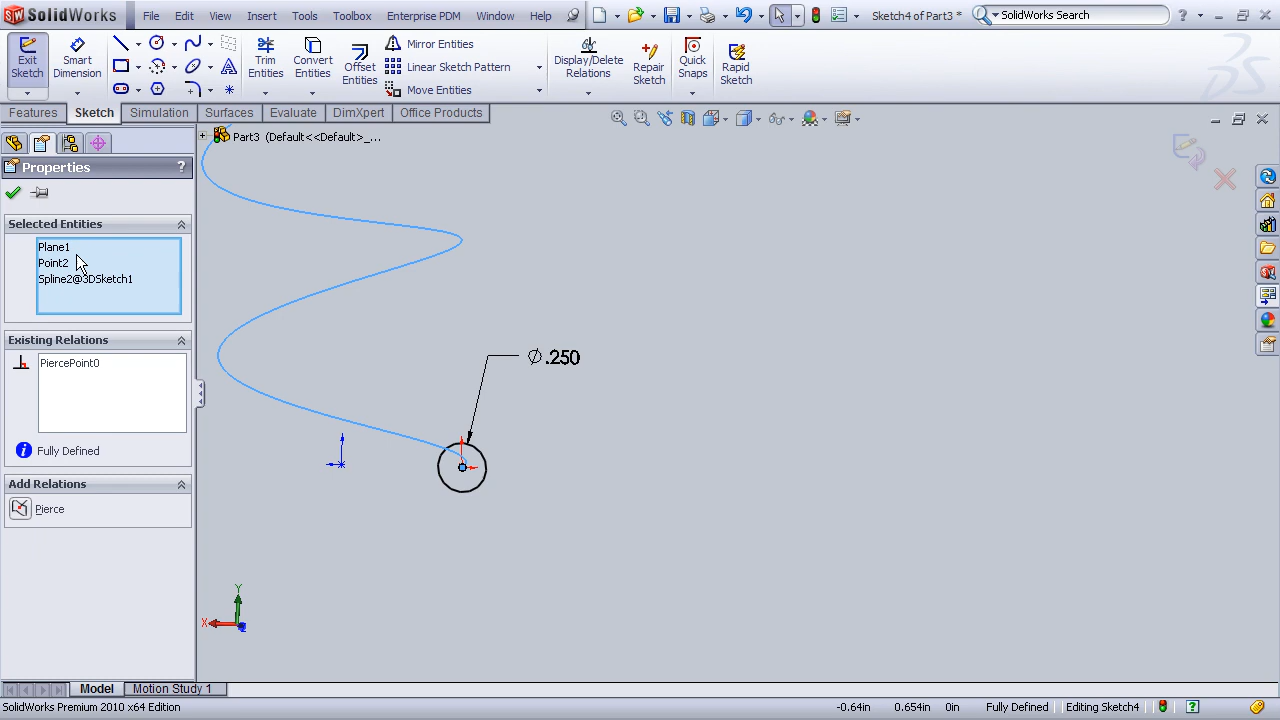 SolidWorks File Edit View Insert Tools Toolbox Enterprise PDM Window Help Sketch4 of Part3 * SolidWorks Search
Exit Sketch
Smart Dimension
Trim Entities
Convert Entities
Offset Entities
Mirror Entities
Linear Sketch Pattern
Move Entities
Display/Delete Relations
Repair Sketch
Quick Snaps
Rapid Sketch
Features Sketch Simulation Surfaces Evaluate DimXpert Office Products
Part3 (Default<<Default>_...
Properties ?
Selected Entities
Plane1
Point2
Spline2@3DSketch1
Existing Relations
PiercePoint0
Fully Defined
Add Relations
Pierce
Ø.250
Y
X
Model Motion Study 1
SolidWorks Premium 2010 x64 Edition -0.64in 0.654in 0in Fully Defined Editing Sketch4